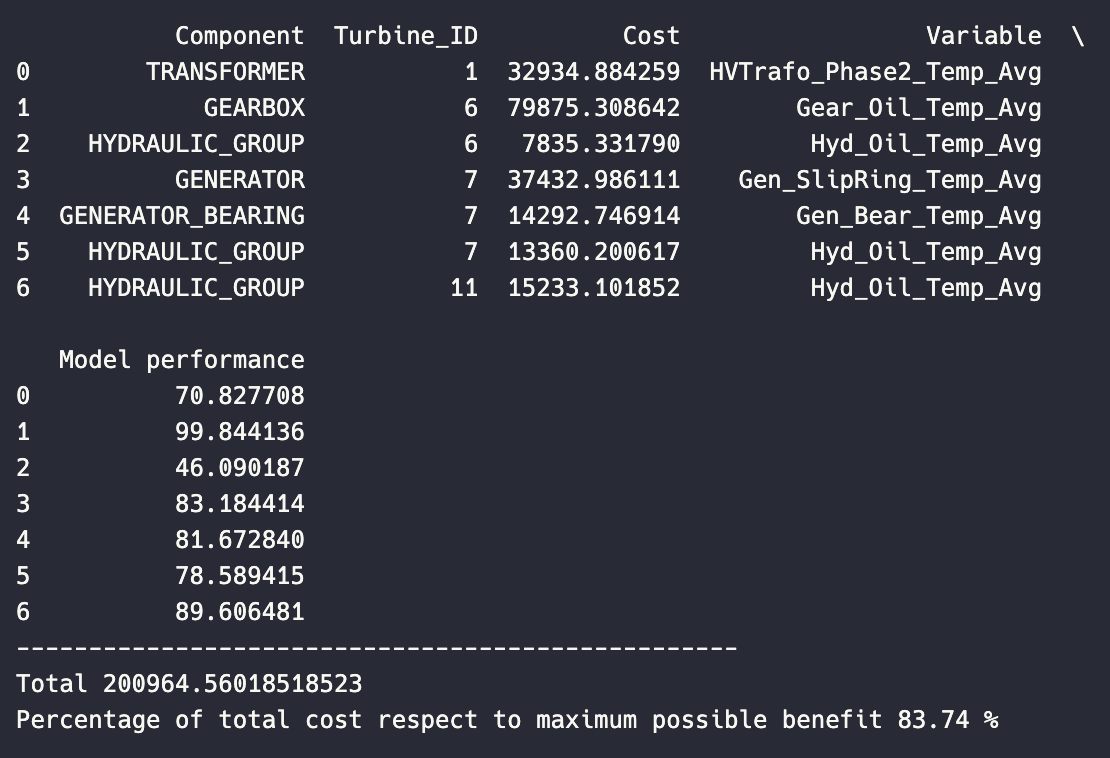 Component Turbine_ID Cost Variable \
0 TRANSFORMER 1 32934.884259 HVTrafo_Phase2_Temp_Avg
1 GEARBOX 6 79875.308642 Gear_Oil_Temp_Avg
2 HYDRAULIC_GROUP 6 7835.331790 Hyd_Oil_Temp_Avg
3 GENERATOR 7 37432.986111 Gen_SlipRing_Temp_Avg
4 GENERATOR_BEARING 7 14292.746914 Gen_Bear_Temp_Avg
5 HYDRAULIC_GROUP 7 13360.200617 Hyd_Oil_Temp_Avg
6 HYDRAULIC_GROUP 11 15233.101852 Hyd_Oil_Temp_Avg
Model performance
0 70.827708
1 99.844136
2 46.090187
3 83.184414
4 81.672840
5 78.589415
6 89.606481
--------------------------------------------------
Total 200964.56018518523
Percentage of total cost respect to maximum possible benefit 83.74 %